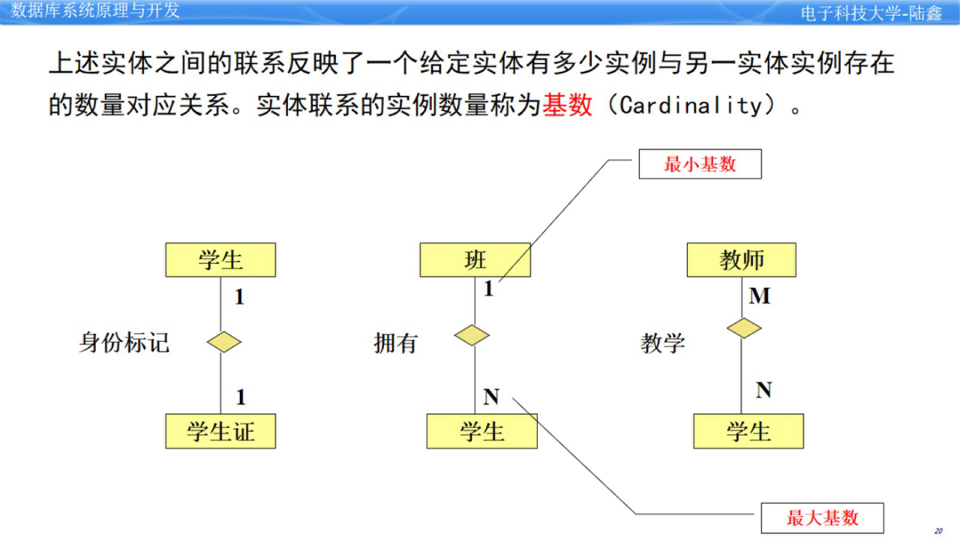 数据库系统原理与开发
电子科技大学-陆鑫
上述实体之间的联系反映了一个给定实体有多少实例与另一实体实例存在
的数量对应关系。实体联系的实例数量称为基数（Cardinality）。
最小基数
学生
班
教师
1
1
M
身份标记
拥有
教学
1
N
N
学生证
学生
学生
最大基数
20